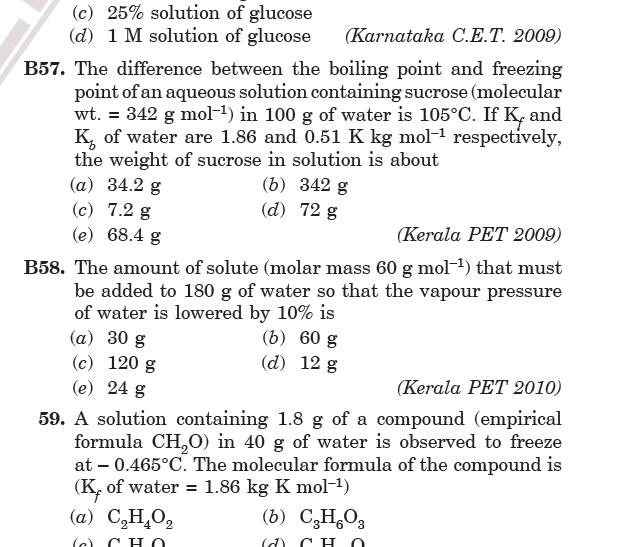 (c) 25% solution of glucose
(d) 1 M solution of glucose (Karnataka C.E.T. 2009)
B57. The difference between the boiling point and freezing
point of an aqueous solution containing sucrose (molecular
wt. = 342 g mol⁻¹) in 100 g of water is 105°C. If K_f and
K_b of water are 1.86 and 0.51 K kg mol⁻¹ respectively,
the weight of sucrose in solution is about
(a) 34.2 g (b) 342 g
(c) 7.2 g (d) 72 g
(e) 68.4 g (Kerala PET 2009)
B58. The amount of solute (molar mass 60 g mol⁻¹) that must
be added to 180 g of water so that the vapour pressure
of water is lowered by 10% is
(a) 30 g (b) 60 g
(c) 120 g (d) 12 g
(e) 24 g (Kerala PET 2010)
59. A solution containing 1.8 g of a compound (empirical
formula CH₂O) in 40 g of water is observed to freeze
at – 0.465°C. The molecular formula of the compound is
(K_f of water = 1.86 kg K mol⁻¹)
(a) C₂H₄O₂ (b) C₃H₆O₃